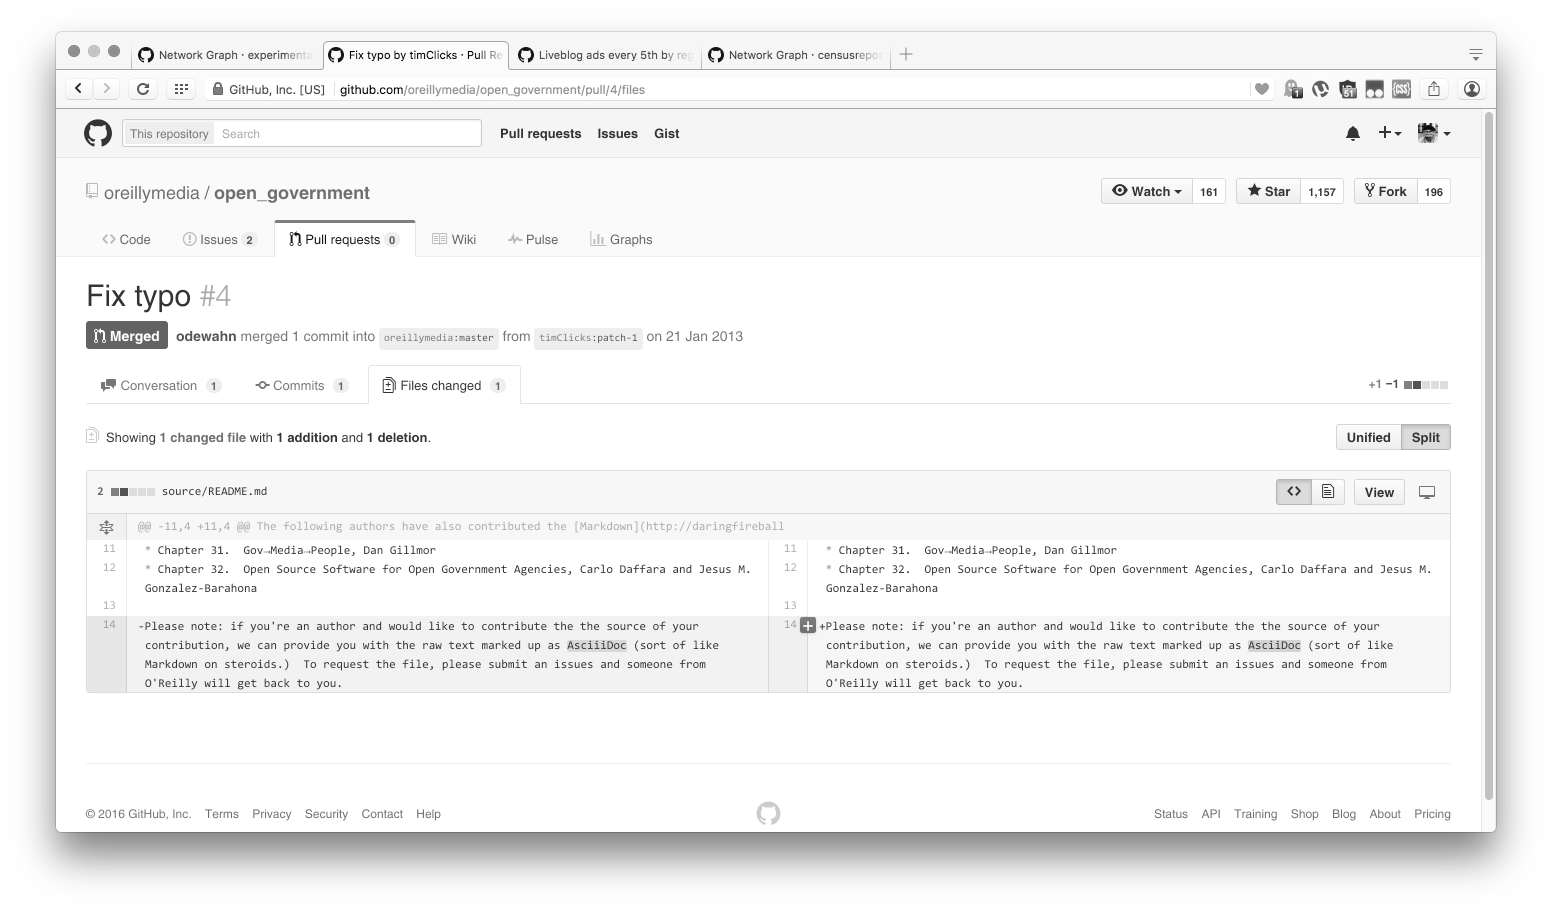 Network Graph · experimenta
Fix typo by timClicks · Pull Re
Liveblog ads every 5th by reg
Network Graph · censusrepo
GitHub, Inc. [US] github.com/oreillymedia/open_government/pull/4/files
1
51
{CSS}
This repository Search Pull requests Issues Gist
oreillymedia / open_government
Watch 161 Star 1,157 Fork 196
Code Issues 2 Pull requests 0 Wiki Pulse Graphs
Fix typo #4
Merged odewahn merged 1 commit into oreillymedia:master from timClicks:patch-1 on 21 Jan 2013
Conversation 1 Commits 1 Files changed 1 +1 −1
Showing 1 changed file with 1 addition and 1 deletion.
Unified Split
2 source/README.md View
@@ -11,4 +11,4 @@ The following authors have also contributed the [Markdown](http://daringfireball
11 * Chapter 31.  Gov→Media→People, Dan Gillmor
12 * Chapter 32.  Open Source Software for Open Government Agencies, Carlo Daffara and Jesus M.
Gonzalez-Barahona
13
14 -Please note: if you're an author and would like to contribute the the source of your
contribution, we can provide you with the raw text marked up as AsciiiDoc (sort of like
Markdown on steroids.)  To request the file, please submit an issues and someone from
O'Reilly will get back to you.
11 * Chapter 31.  Gov→Media→People, Dan Gillmor
12 * Chapter 32.  Open Source Software for Open Government Agencies, Carlo Daffara and Jesus M.
Gonzalez-Barahona
13
14 +Please note: if you're an author and would like to contribute the the source of your
contribution, we can provide you with the raw text marked up as AsciiDoc (sort of like
Markdown on steroids.)  To request the file, please submit an issues and someone from
O'Reilly will get back to you.
© 2016 GitHub, Inc. Terms Privacy Security Contact Help
Status API Training Shop Blog About Pricing